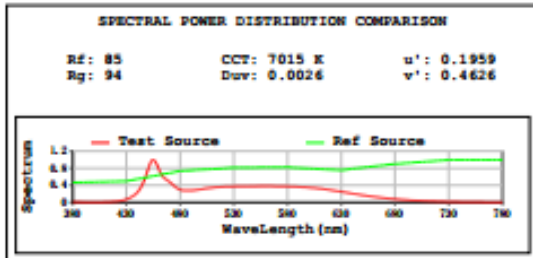 SPECTRAL POWER DISTRIBUTION COMPARISON
Rf: 85 CCT: 7015 K u': 0.1959
Rg: 94 Duv: 0.0026 v': 0.4626
Test Source Ref Source
Spectrum
1.2
0.8
0.4
0
380 430 480 530 580 630 680 730 780
WaveLength(nm)